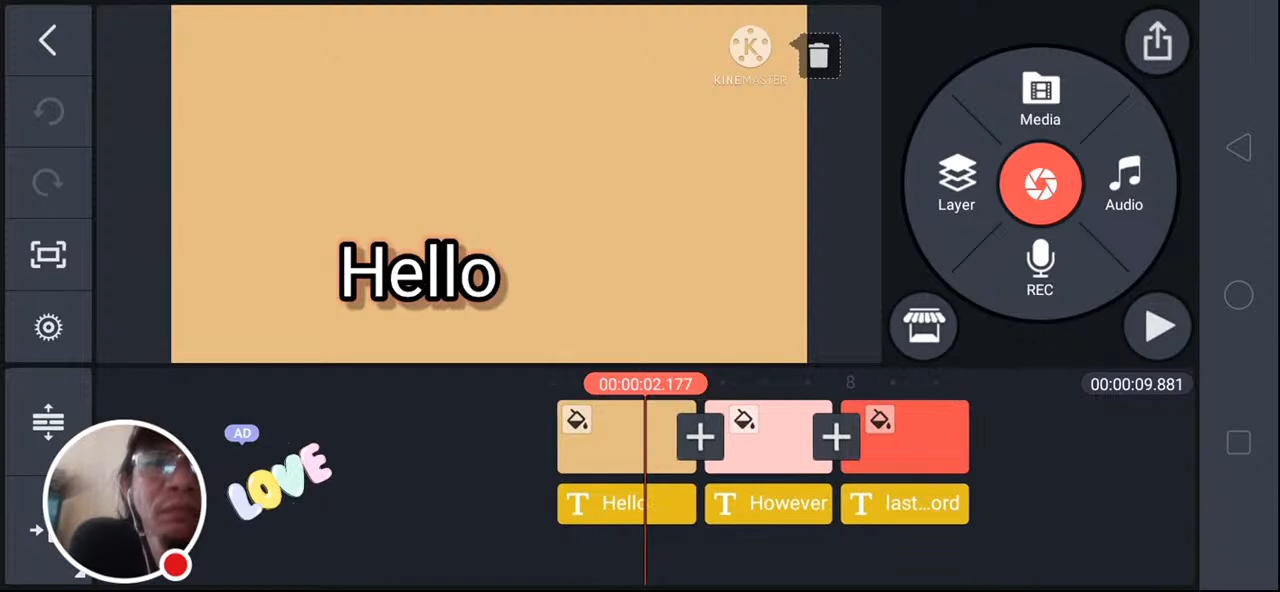 KINEMASTER
Media
Layer
Audio
REC
Hello
00:00:02.177
8
00:00:09.881
AD
LOVE
T Hello
T However
T last...ord